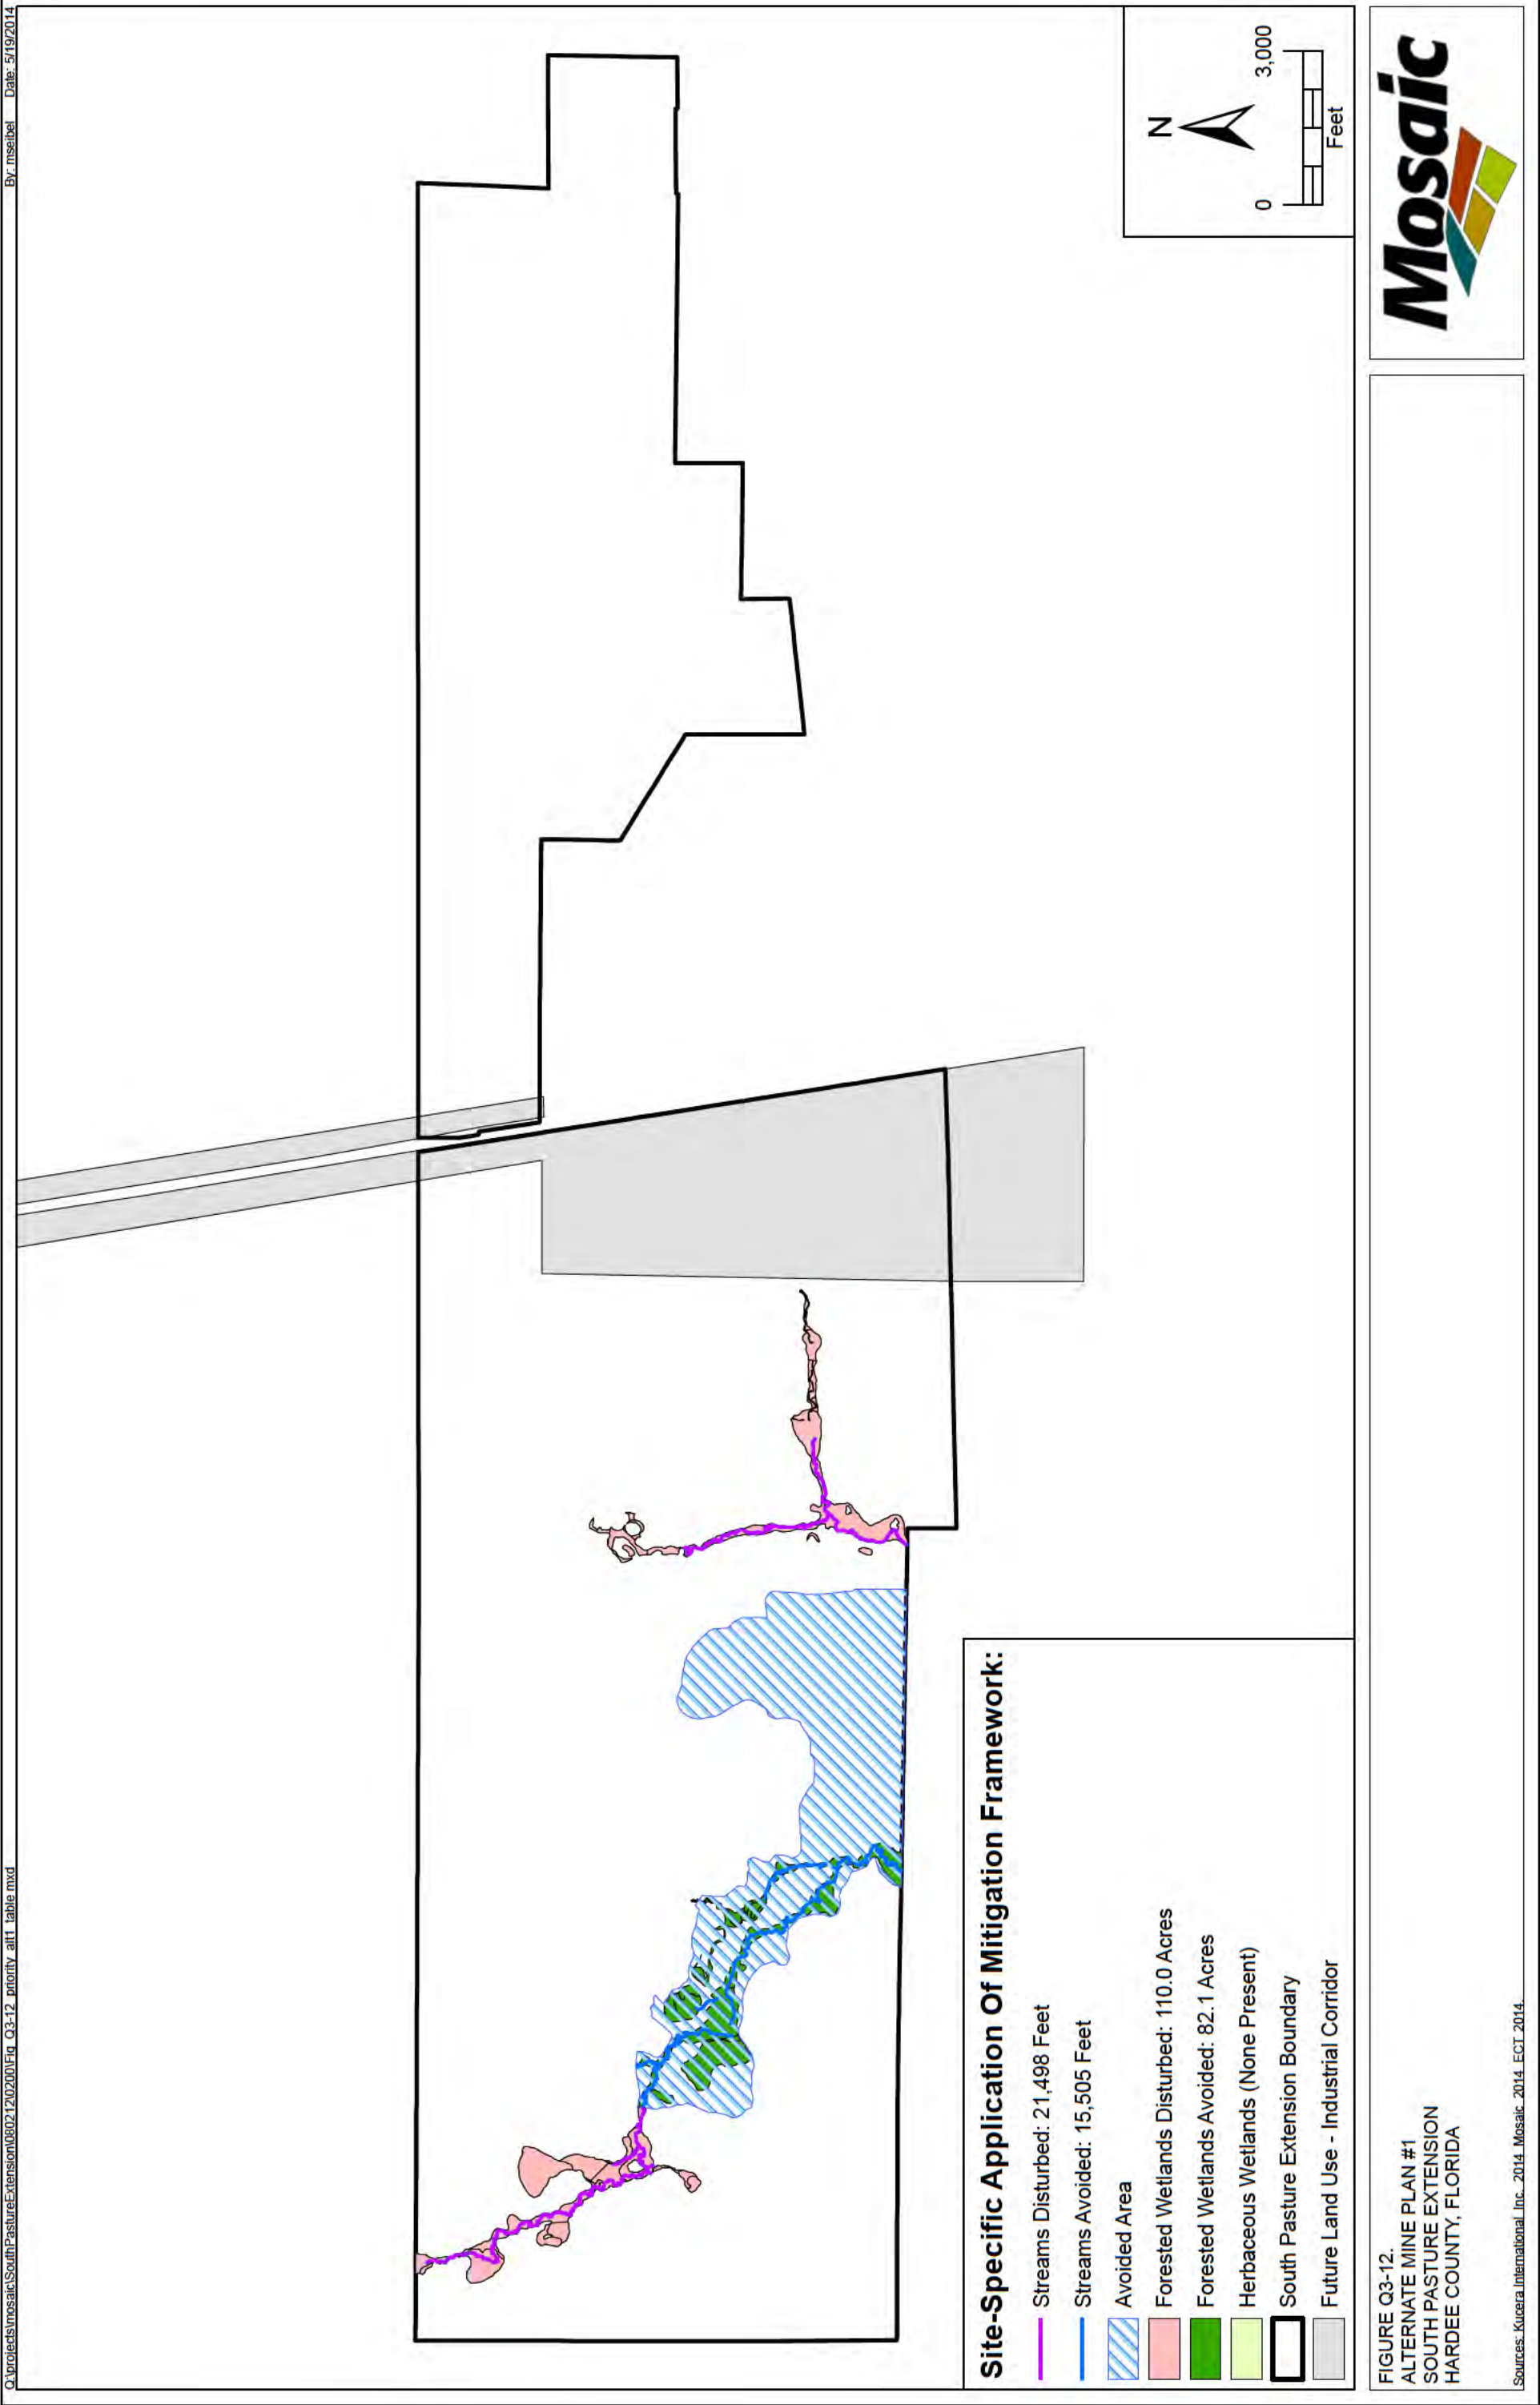 Q:\projects\mosaic\SouthPastureExtension\080212\0200\Fig_Q3-12_priority_alt1_table.mxd
By: mseibel Date: 5/19/2014
N
0 3,000
Feet
Site-Specific Application Of Mitigation Framework:
Streams Disturbed: 21,498 Feet
Streams Avoided: 15,505 Feet
Avoided Area
Forested Wetlands Disturbed: 110.0 Acres
Forested Wetlands Avoided: 82.1 Acres
Herbaceous Wetlands (None Present)
South Pasture Extension Boundary
Future Land Use - Industrial Corridor
FIGURE Q3-12.
ALTERNATE MINE PLAN #1
SOUTH PASTURE EXTENSION
HARDEE COUNTY, FLORIDA
Sources: Kucera International, Inc., 2014; Mosaic, 2014; ECT, 2014.
Mosaic